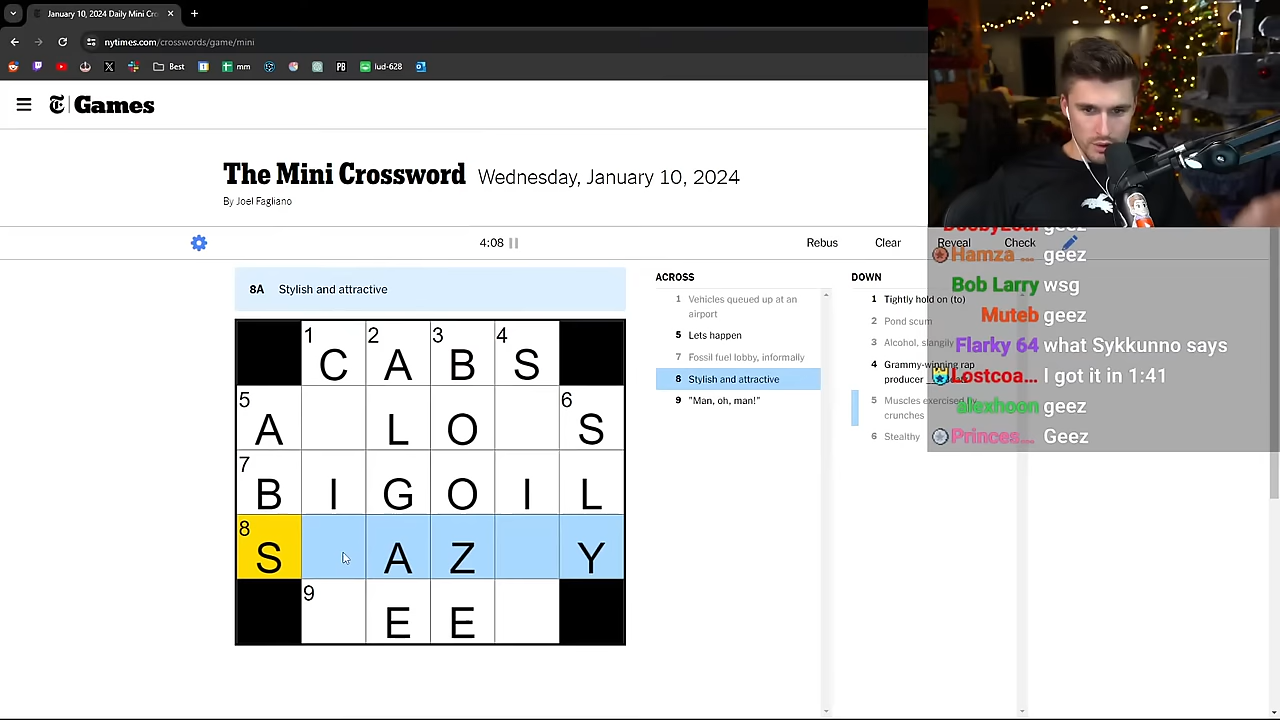 January 10, 2024 Daily Mini Cro
nytimes.com/crosswords/game/mini
Best
mm
iud-628
Games
The Mini Crossword Wednesday, January 10, 2024
By Joel Fagliano
4:08
Rebus
Clear
Reveal
Check
8A Stylish and attractive
1 2 3 4
C A B S
5 6
A L O S
7
B I G O I L
8
S A Z Y
9
E E
ACROSS
1 Vehicles queued up at an
airport
5 Lets happen
7 Fossil fuel lobby, informally
8 Stylish and attractive
9 "Man, oh, man!"
DOWN
1 Tightly hold on (to)
2 Pond scum
3 Alcohol, slangily
4 Grammy-winning rap
producer
5 Muscles exercised by
crunches
6 Stealthy
geez
Hamza ... geez
Bob Larry wsg
Muteb geez
Flarky 64 what Sykkunno says
Lostcoa... I got it in 1:41
alexhoon geez
Princes... Geez